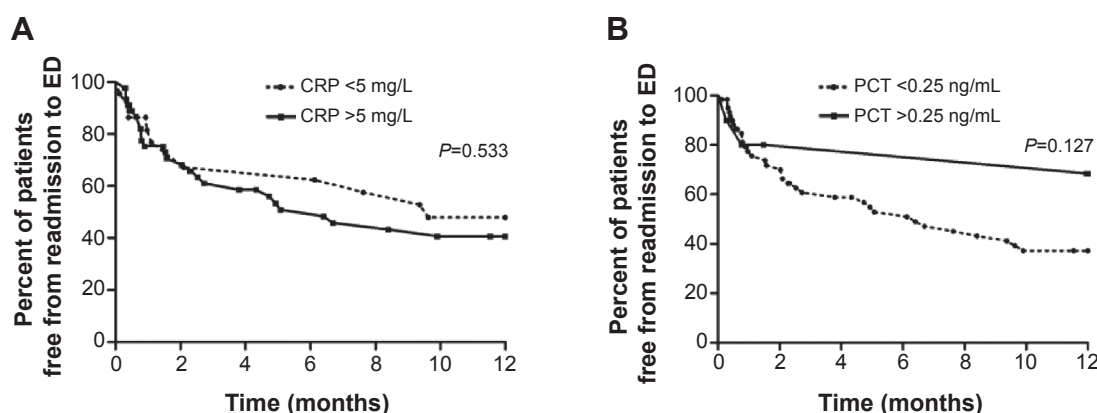 A
Percent of patients
free from readmission to ED
100
80
60
40
20
0
CRP <5 mg/L
CRP >5 mg/L
P=0.533
0 2 4 6 8 10 12
Time (months)
B
Percent of patients
free from readmission to ED
100
80
60
40
20
0
PCT <0.25 ng/mL
PCT >0.25 ng/mL
P=0.127
0 2 4 6 8 10 12
Time (months)